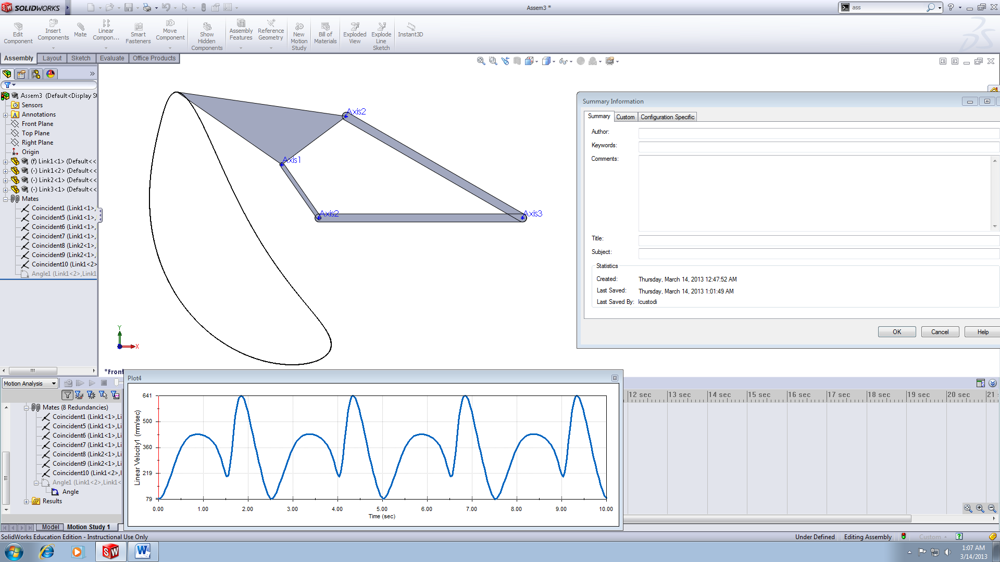 SOLIDWORKS
Assem3 *
ass
Edit Component
Insert Components
Mate
Linear Compon...
Smart Fasteners
Move Component
Show Hidden Components
Assembly Features
Reference Geometry
New Motion Study
Bill of Materials
Exploded View
Explode Line Sketch
Instant3D
Assembly
Layout
Sketch
Evaluate
Office Products
Assem3 (Default<Display St
Sensors
Annotations
Front Plane
Top Plane
Right Plane
Origin
(f) Link1<1> (Default<<
(-) Link1<2> (Default<<
(-) Link2<1> (Default<<
(-) Link3<1> (Default<<
Mates
Coincident1 (Link1<1>,
Coincident5 (Link1<1>,
Coincident6 (Link1<1>,
Coincident7 (Link1<1>,
Coincident8 (Link2<1>,
Coincident9 (Link2<1>,
Coincident10 (Link1<2>
Angle1 (Link1<2>,Link1
Axis2
Axis1
Axis2
Axis3
Y
X
*Front
Summary Information
Summary
Custom
Configuration Specific
Author:
Keywords:
Comments:
Title:
Subject:
Statistics
Created: Thursday, March 14, 2013 12:47:52 AM
Last Saved: Thursday, March 14, 2013 1:01:49 AM
Last Saved By: lcustodi
OK
Cancel
Help
Motion Analysis
Mates (8 Redundancies)
Coincident1 (Link1<1>,Li
Coincident5 (Link1<1>,Li
Coincident6 (Link1<1>,Li
Coincident7 (Link1<1>,Li
Coincident8 (Link2<1>,Li
Coincident9 (Link2<1>,Li
Coincident10 (Link1<2>,l
Angle1 (Link1<2>,Link1<
Angle
Results
Plot4
Linear Velocity1 (mm/sec)
641
500
360
219
79
0.00 1.00 2.00 3.00 4.00 5.00 6.00 7.00 8.00 9.00 10.00
Time (sec)
12 sec 13 sec 14 sec 15 sec 16 sec 17 sec 18 sec 19 sec 20 sec 21
Model
Motion Study 1
SolidWorks Education Edition - Instructional Use Only
Under Defined
Editing Assembly
Custom
1:07 AM
3/14/2013